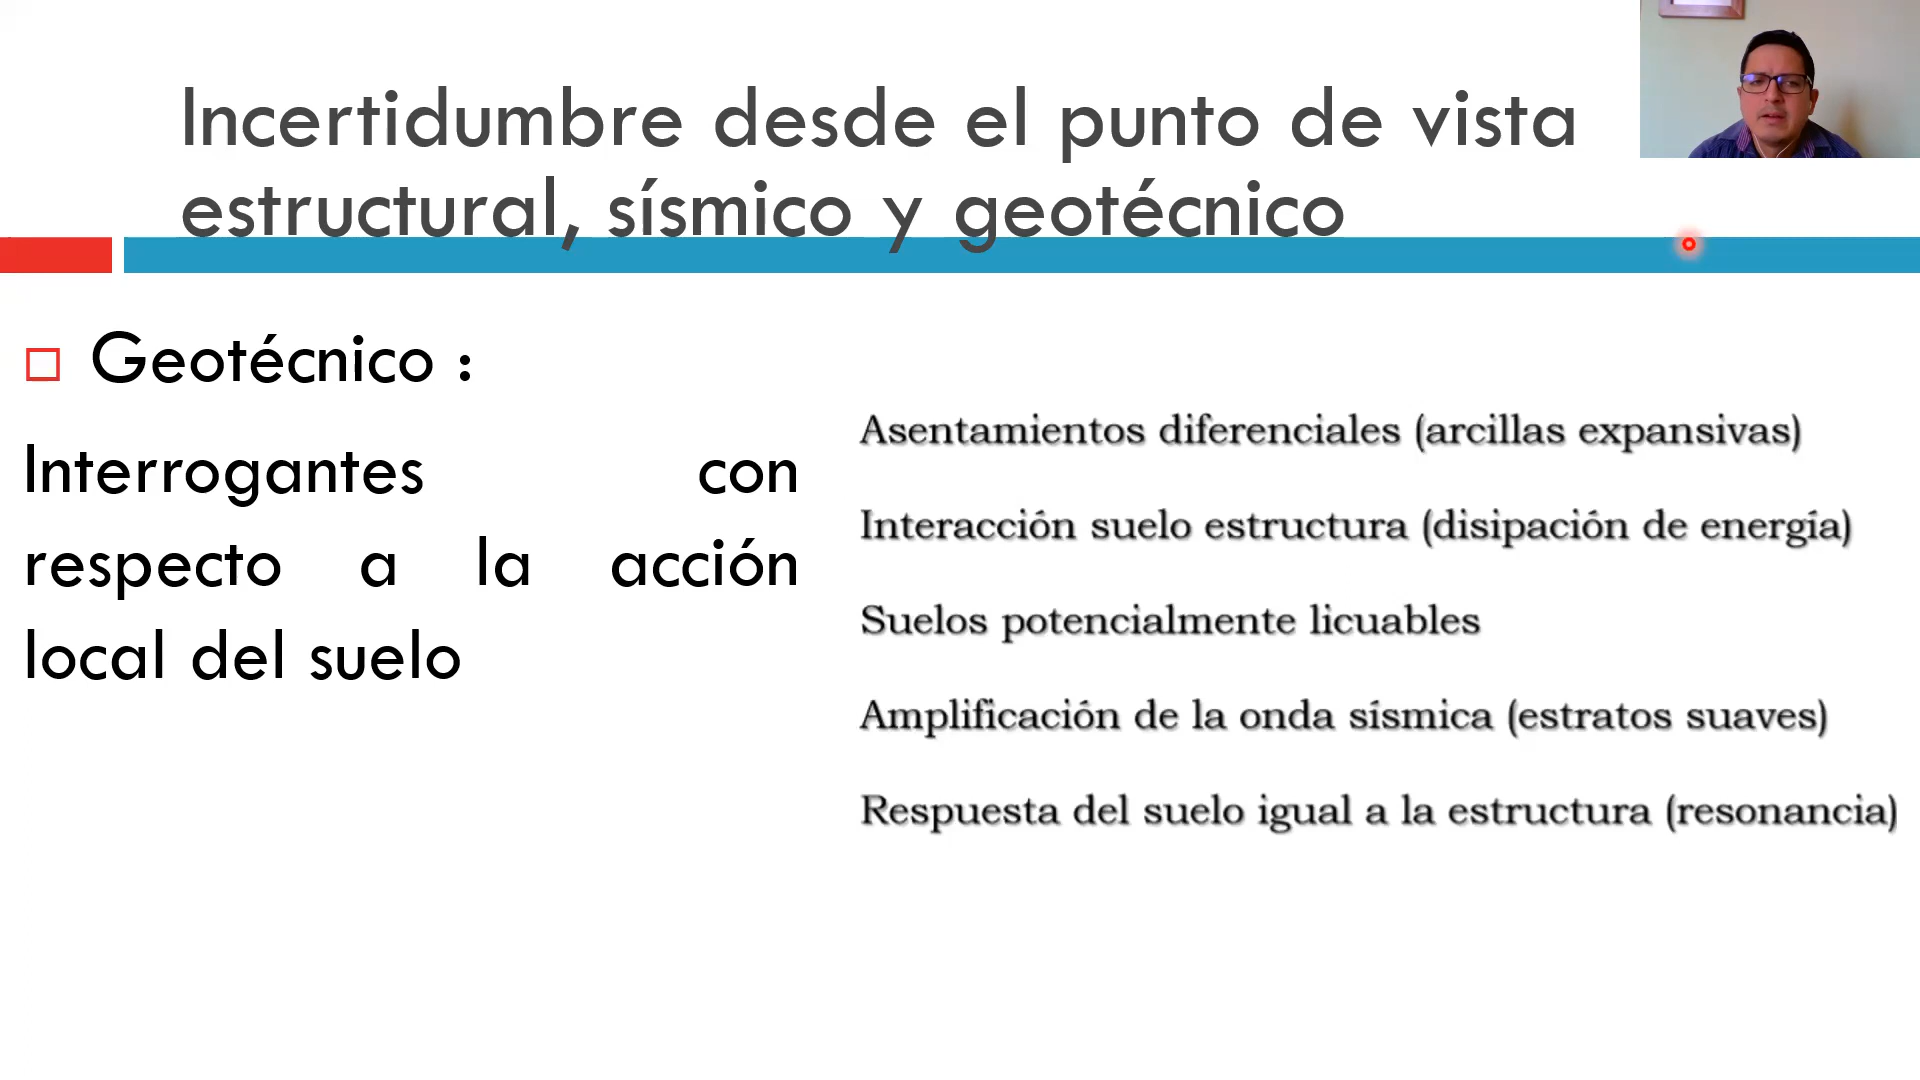 Incertidumbre desde el punto de vista
estructural, sísmico y geotécnico
Geotécnico :
Interrogantes con
respecto a la acción
local del suelo
Asentamientos diferenciales (arcillas expansivas)
Interacción suelo estructura (disipación de energía)
Suelos potencialmente licuables
Amplificación de la onda sísmica (estratos suaves)
Respuesta del suelo igual a la estructura (resonancia)